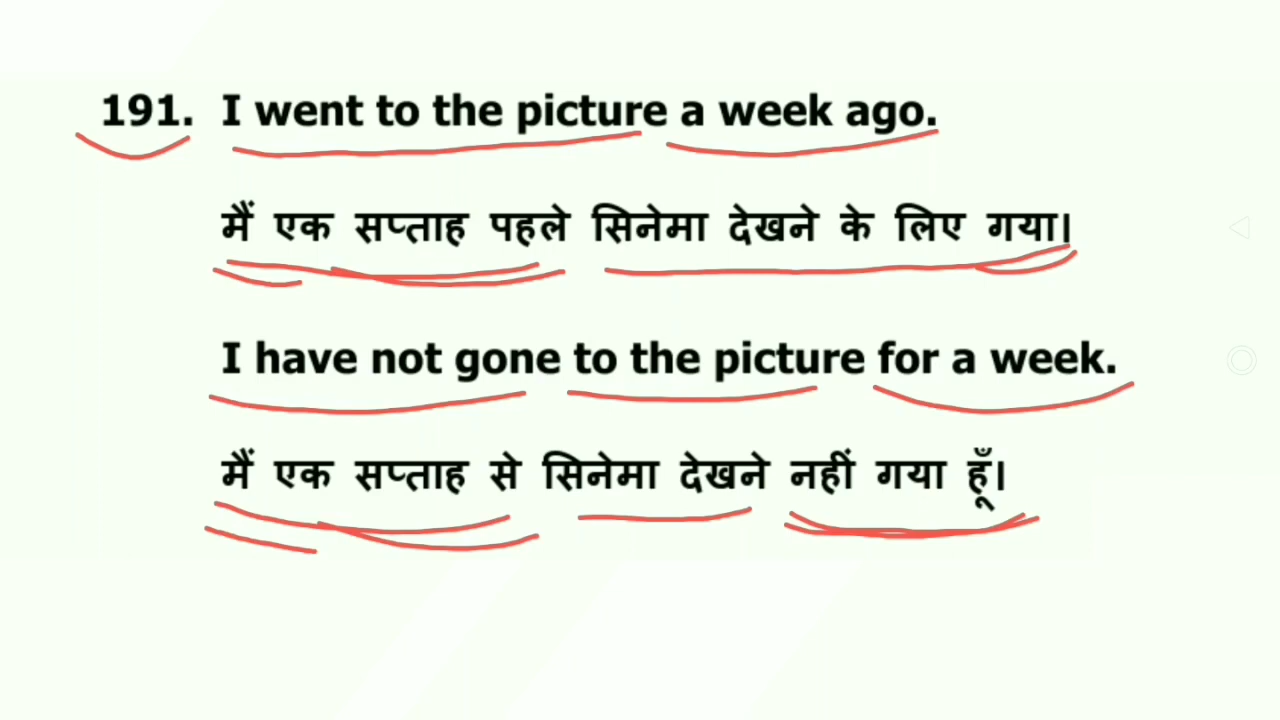 191. I went to the picture a week ago.
मैं एक सप्ताह पहले सिनेमा देखने के लिए गया।
I have not gone to the picture for a week.
मैं एक सप्ताह से सिनेमा देखने नहीं गया हूँ।